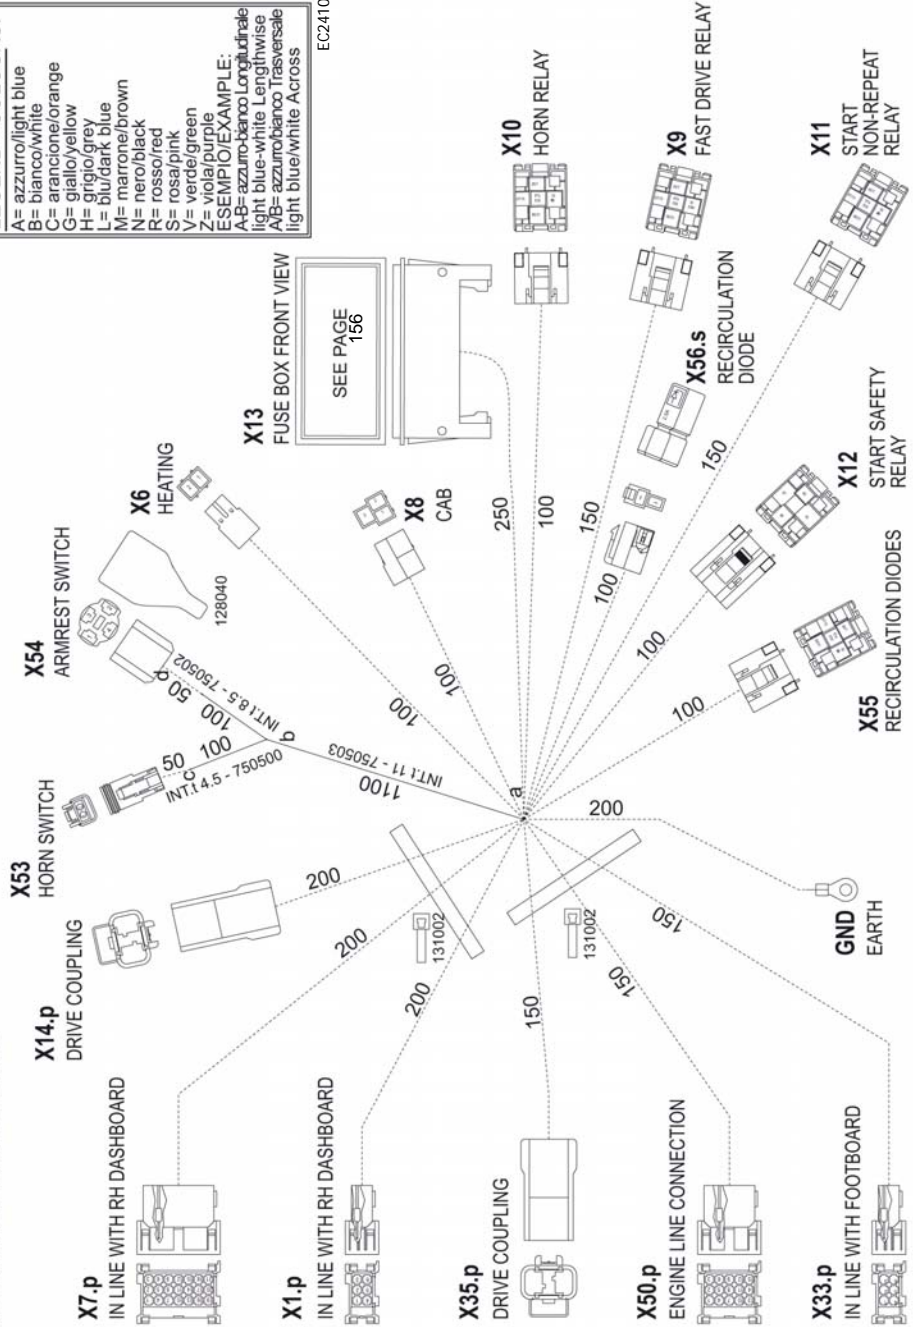 A= azzurro/light blue
B= bianco/white
C= arancione/orange
G= giallo/yellow
H= grigio/grey
L= blu/dark blue
M= marrone/brown
N= nero/black
R= rosso/red
S= rosa/pink
V= verde/green
Z= viola/purple
ESEMPIO/EXAMPLE:
A-B= azzurro-bianco Longitudinale
light blue-white Lengthwise
A/B= azzurro/bianco Trasversale
light blue/white Across
EC2410
X13
FUSE BOX FRONT VIEW
SEE PAGE
156
X10
HORN RELAY
X9
FAST DRIVE RELAY
X11
START
NON-REPEAT
RELAY
X56.s
RECIRCULATION
DIODE
X12
START SAFETY
RELAY
X55
RECIRCULATION DIODES
X6
HEATING
X8
CAB
X54
ARMREST SWITCH
128040
X53
HORN SWITCH
X14.p
DRIVE COUPLING
X7.p
IN LINE WITH RH DASHBOARD
X1.p
IN LINE WITH RH DASHBOARD
X35.p
DRIVE COUPLING
X50.p
ENGINE LINE CONNECTION
X33.p
IN LINE WITH FOOTBOARD
GND
EARTH
50
d
100
INT.t 8.5 - 750502
50
c
100
INT.t 4.5 - 750500
b
1100
INT.t 11 - 750503
a
100
100
250
100
150
100
150
100
100
200
200
200
200
131002
131002
150
150
150